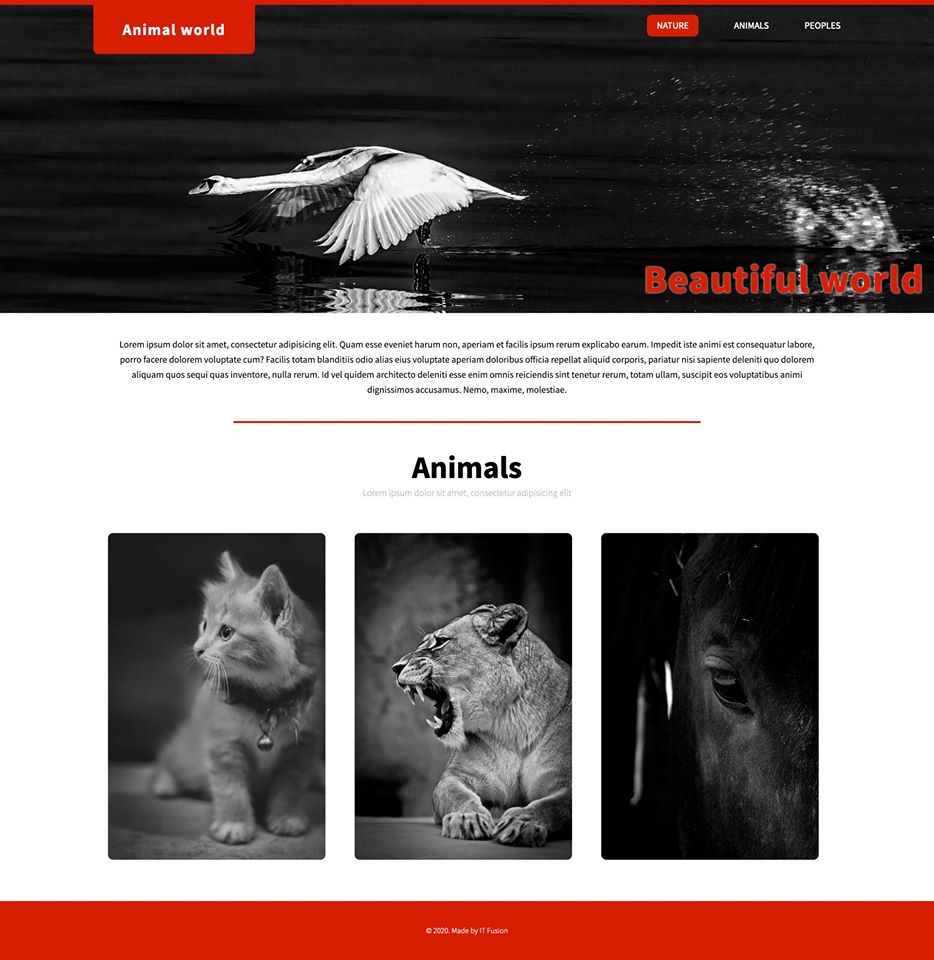 Animal world
NATURE ANIMALS PEOPLES
Beautiful world
Lorem ipsum dolor sit amet, consectetur adipisicing elit. Quam esse eveniet harum non, aperiam et facilis ipsum rerum explicabo earum. Impedit iste animi est consequatur labore,
porro facere dolorem voluptate cum? Facilis totam blanditiis odio alias eius voluptate aperiam doloribus officia repellat aliquid corporis, pariatur nisi sapiente deleniti quo dolorem
aliquam quos sequi quas inventore, nulla rerum. Id vel quidem architecto deleniti esse enim omnis reiciendis sint tenetur rerum, totam ullam, suscipit eos voluptatibus animi
dignissimos accusamus. Nemo, maxime, molestiae.
Animals
Lorem ipsum dolor sit amet, consectetur adipisicing elit
© 2020. Made by IT Fusion